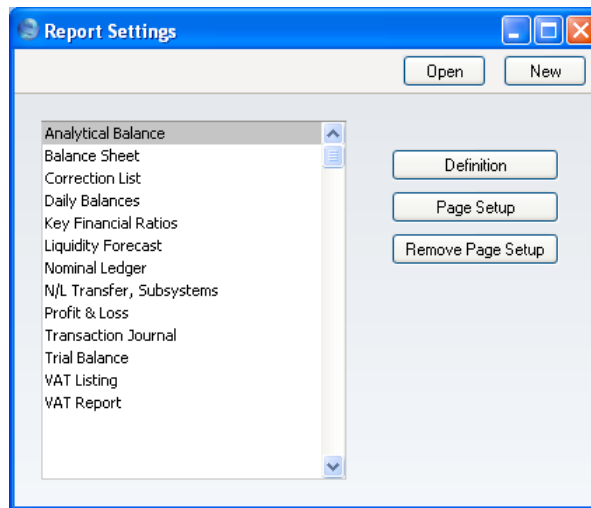 Report Settings
Open New
Analytical Balance
Balance Sheet
Correction List
Daily Balances
Key Financial Ratios
Liquidity Forecast
Nominal Ledger
N/L Transfer, Subsystems
Profit & Loss
Transaction Journal
Trial Balance
VAT Listing
VAT Report
Definition
Page Setup
Remove Page Setup